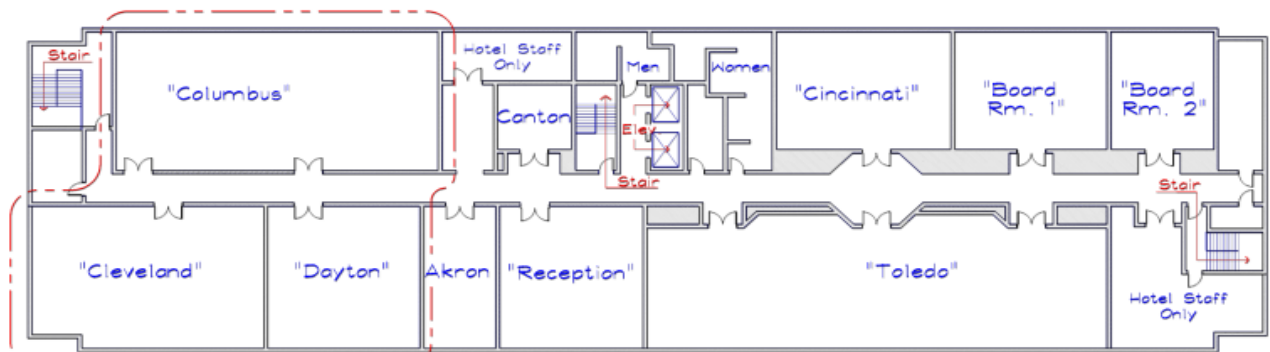 Stair
"Columbus"
Hotel Staff
Only
Canton
Men
Elev.
Stair
Women
"Cincinnati"
"Board
Rm. 1"
"Board
Rm. 2"
Stair
"Cleveland"
"Dayton"
Akron
"Reception"
"Toledo"
Hotel Staff
Only